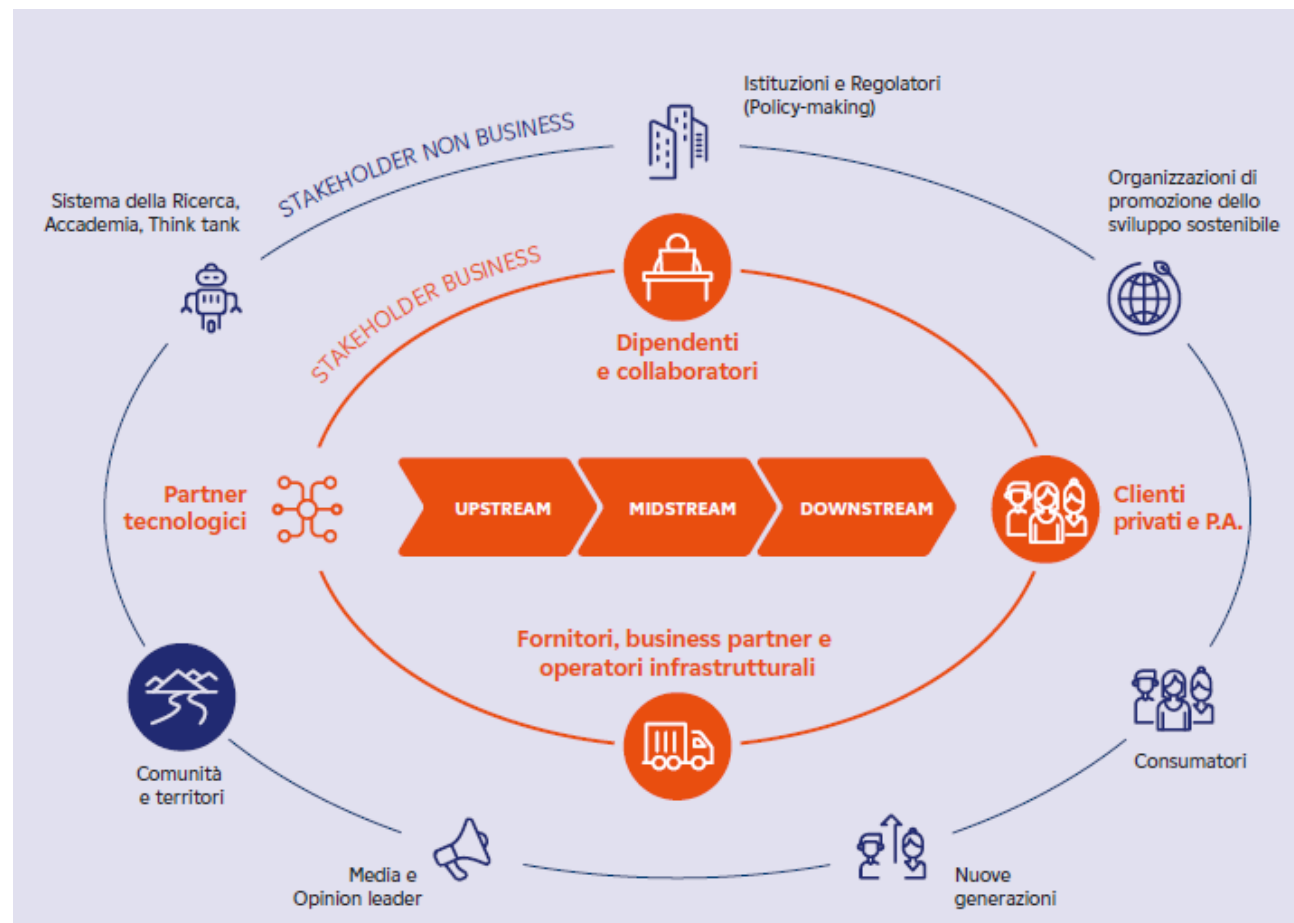 Istituzioni e Regolatori
(Policy-making)
STAKEHOLDER NON BUSINESS
Organizzazioni di
promozione dello
sviluppo sostenibile
Sistema della Ricerca,
Accademia, Think tank
STAKEHOLDER BUSINESS
Dipendenti
e collaboratori
Partner
tecnologici
UPSTREAM
MIDSTREAM
DOWNSTREAM
Clienti
privati e P.A.
Fornitori, business partner e
operatori infrastrutturali
Comunità
e territori
Consumatori
Media e
Opinion leader
Nuove
generazioni